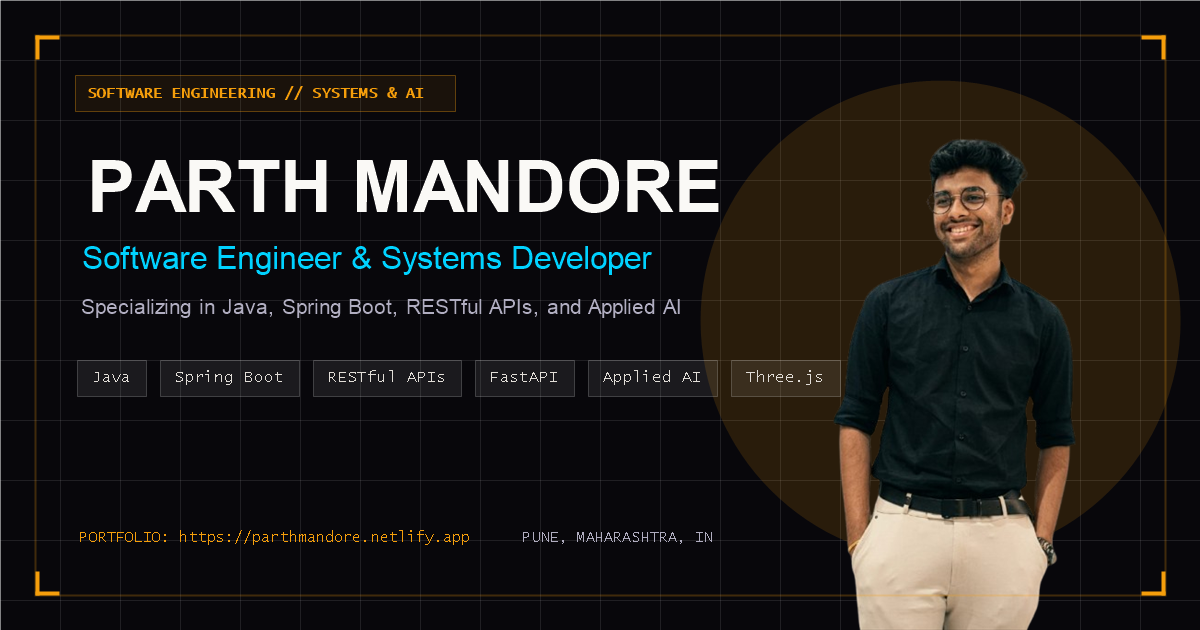 SOFTWARE ENGINEERING // SYSTEMS & AI
PARTH MANDORE
Software Engineer & Systems Developer
Specializing in Java, Spring Boot, RESTful APIs, and Applied AI
Java Spring Boot RESTful APIs FastAPI Applied AI Three.js
PORTFOLIO: https://parthmandore.netlify.app PUNE, MAHARASHTRA, IN